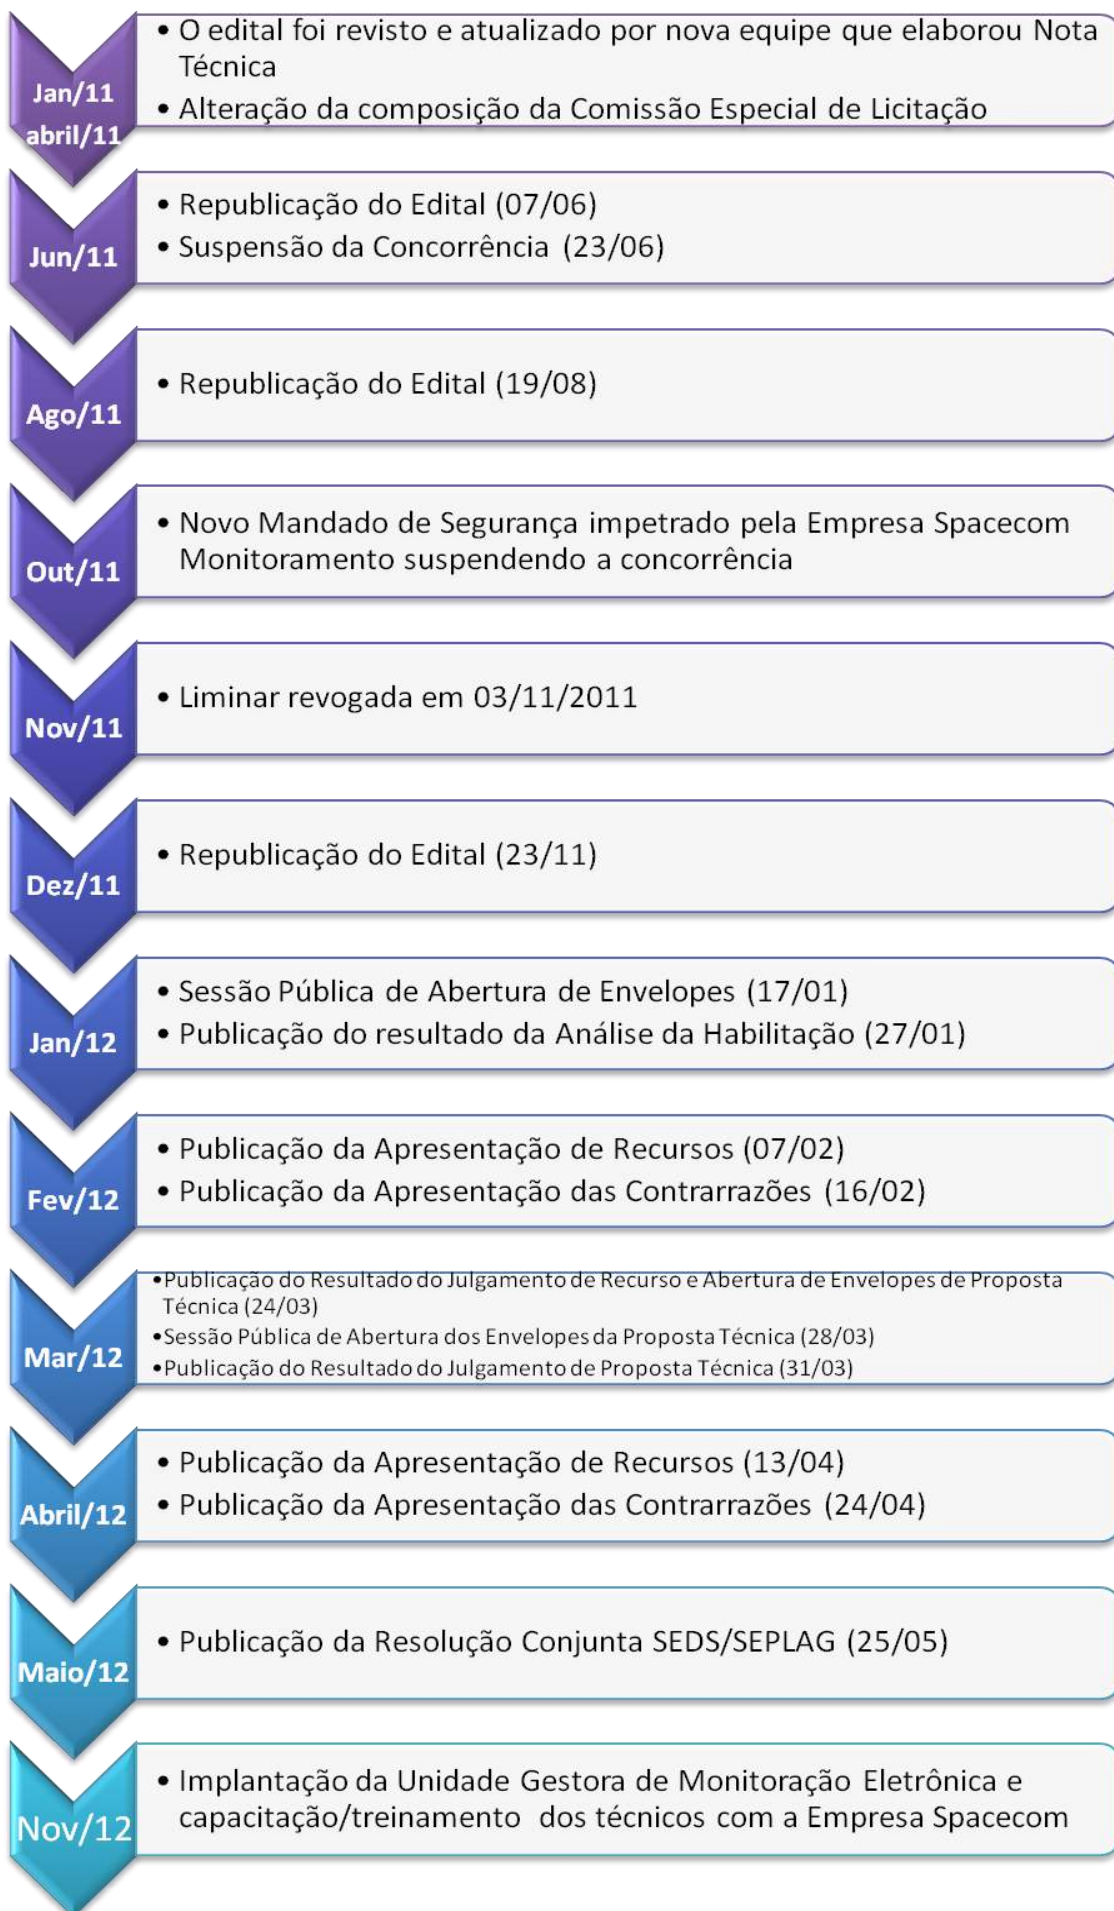 Jan/11
abril/11
• O edital foi revisto e atualizado por nova equipe que elaborou Nota
Técnica
• Alteração da composição da Comissão Especial de Licitação
Jun/11
• Republicação do Edital (07/06)
• Suspensão da Concorrência (23/06)
Ago/11
• Republicação do Edital (19/08)
Out/11
• Novo Mandado de Segurança impetrado pela Empresa Spacecom
Monitoramento suspendendo a concorrência
Nov/11
• Liminar revogada em 03/11/2011
Dez/11
• Republicação do Edital (23/11)
Jan/12
• Sessão Pública de Abertura de Envelopes (17/01)
• Publicação do resultado da Análise da Habilitação (27/01)
Fev/12
• Publicação da Apresentação de Recursos (07/02)
• Publicação da Apresentação das Contrarrazões (16/02)
Mar/12
•Publicação do Resultado do Julgamento de Recurso e Abertura de Envelopes de Proposta
Técnica (24/03)
•Sessão Pública de Abertura dos Envelopes da Proposta Técnica (28/03)
•Publicação do Resultado do Julgamento de Proposta Técnica (31/03)
Abril/12
• Publicação da Apresentação de Recursos (13/04)
• Publicação da Apresentação das Contrarrazões (24/04)
Maio/12
• Publicação da Resolução Conjunta SEDS/SEPLAG (25/05)
Nov/12
• Implantação da Unidade Gestora de Monitoração Eletrônica e
capacitação/treinamento dos técnicos com a Empresa Spacecom